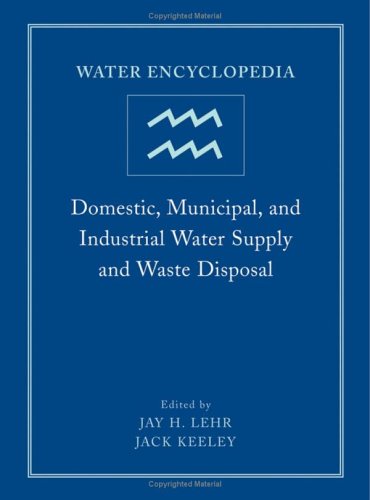 Copyrighted Material
WATER ENCYCLOPEDIA
Domestic, Municipal, and
Industrial Water Supply
and Waste Disposal
Edited by
JAY H. LEHR
JACK KEELEY
Copyrighted Material